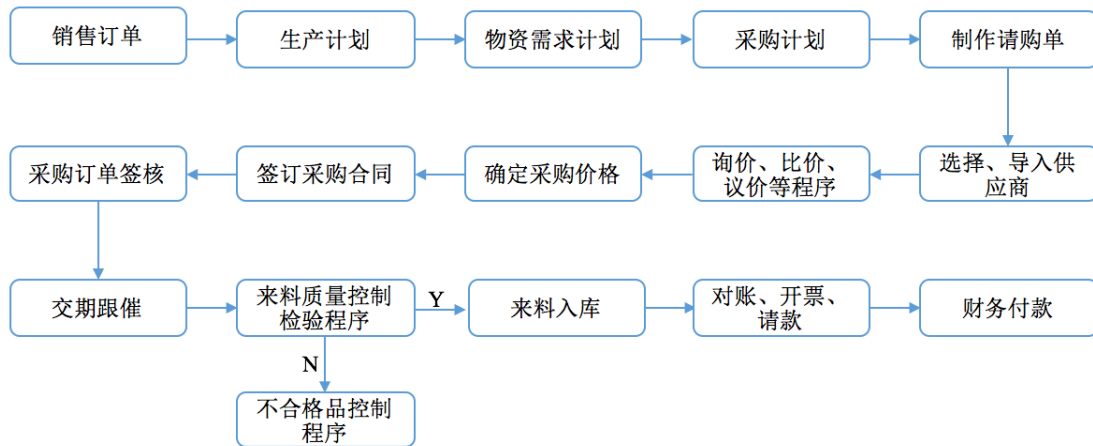 销售订单
生产计划
物资需求计划
采购计划
制作请购单
采购订单签核
签订采购合同
确定采购价格
询价、比价、
议价等程序
选择、导入供
应商
交期跟催
来料质量控制
检验程序
Y
来料入库
对账、开票、
请款
财务付款
N
不合格品控制
程序